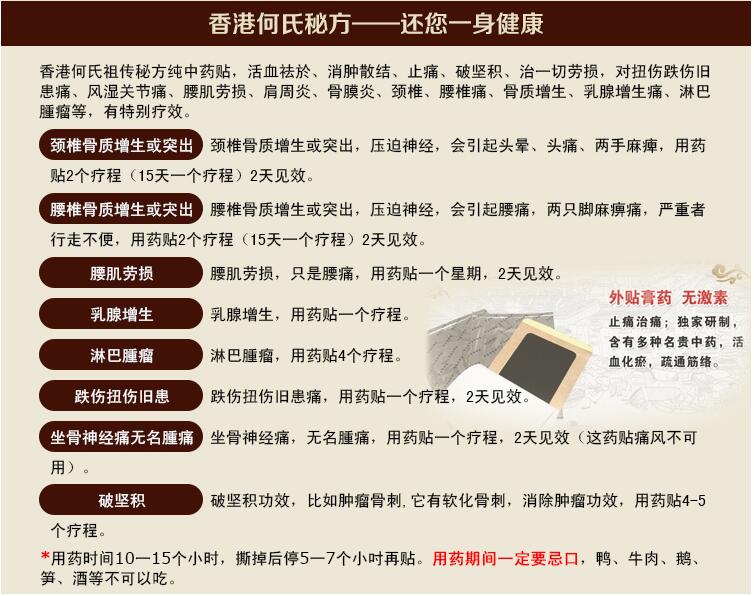 香港何氏秘方——还您一身健康
香港何氏祖传秘方纯中药贴，活血祛於、消肿散结、止痛、破坚积、治一切劳损，对扭伤跌伤旧
患痛、风湿关节痛、腰肌劳损、肩周炎、骨膜炎、颈椎、腰椎痛、骨质增生、乳腺增生痛、淋巴
腫瘤等，有特别疗效。
颈椎骨质增生或突出 颈椎骨质增生或突出，压迫神经，会引起头晕、头痛、两手麻痺，用药
贴2个疗程（15天一个疗程）2天见效。
腰椎骨质增生或突出 腰椎骨质增生或突出，压迫神经，会引起腰痛，两只脚麻痹痛，严重者
行走不便，用药贴2个疗程（15天一个疗程）2天见效。
腰肌劳损 腰肌劳损，只是腰痛，用药贴一个星期，2天见效。
外贴膏药 无激素
乳腺增生 乳腺增生，用药贴一个疗程。
止痛治痛；独家研制，
含有多种名贵中药，活
血化瘀，疏通筋络。
淋巴腫瘤 淋巴腫瘤，用药贴4个疗程。
跌伤扭伤旧患 跌伤扭伤旧患痛，用药贴一个疗程，2天见效。
坐骨神经痛无名腫痛 坐骨神经痛，无名腫痛，用药贴一个疗程，2天见效（这药贴痛风不可
用）。
破坚积 破坚积功效，比如肿瘤骨刺,它有软化骨刺，消除肿瘤功效，用药贴4-5
个疗程。
*用药时间10一15个小时，撕掉后停5一7个小吋再贴。用药期间一定要忌口，鸭、牛肉、鹅、
笋、酒等不可以吃。